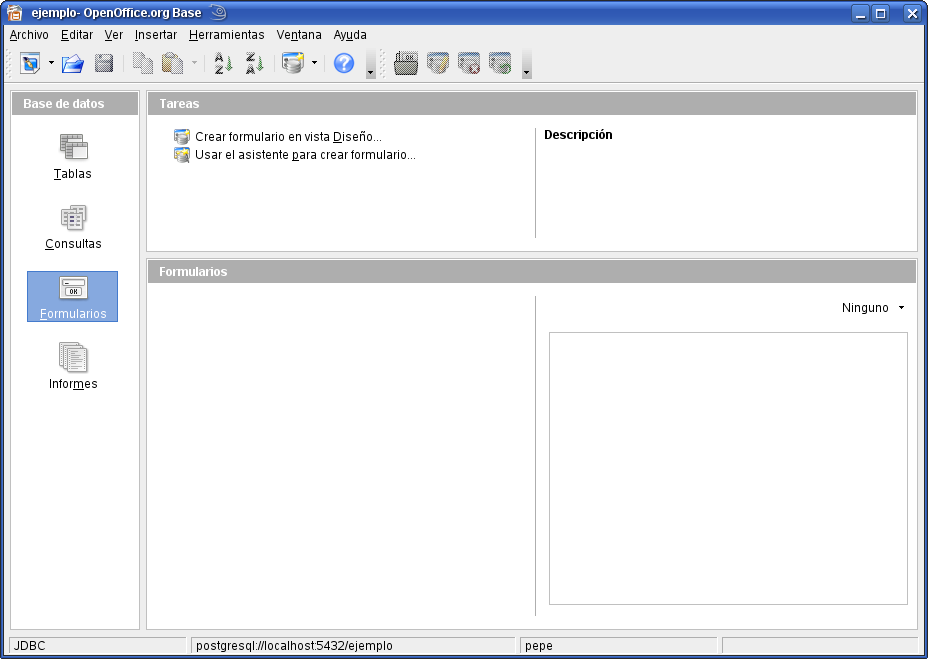 ejemplo- OpenOffice.org Base
Archivo Editar Ver Insertar Herramientas Ventana Ayuda
Base de datos
Tablas
Consultas
OK
Formularios
Informes
Tareas
Crear formulario en vista Diseño...
Usar el asistente para crear formulario...
Descripción
Formularios
Ninguno
JDBC
postgresql://localhost:5432/ejemplo
pepe